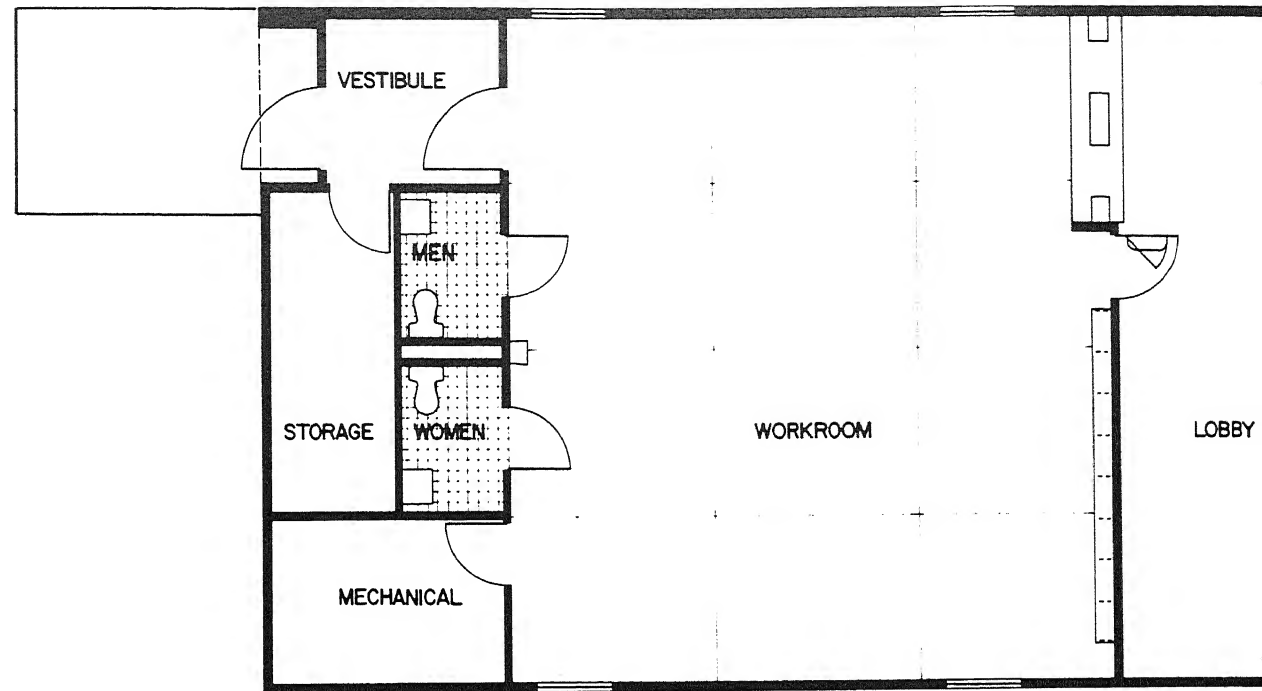 VESTIBULE
MEN
STORAGE
WOMEN
WORKROOM
LOBBY
MECHANICAL